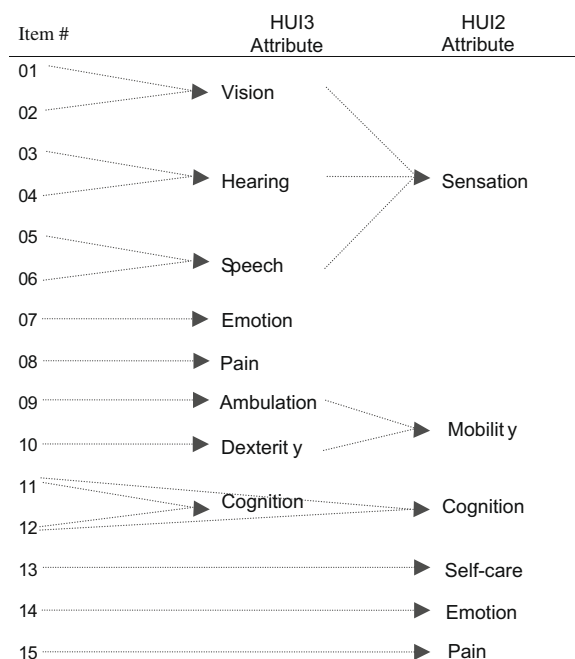 Item # HUI3 Attribute HUI2 Attribute
01
Vision
02
03
Hearing Sensation
04
05
Speech
06
07 Emotion
08 Pain
09 Ambulation
Mobility
10 Dexterity
11
Cognition Cognition
12
13 Self-care
14 Emotion
15 Pain